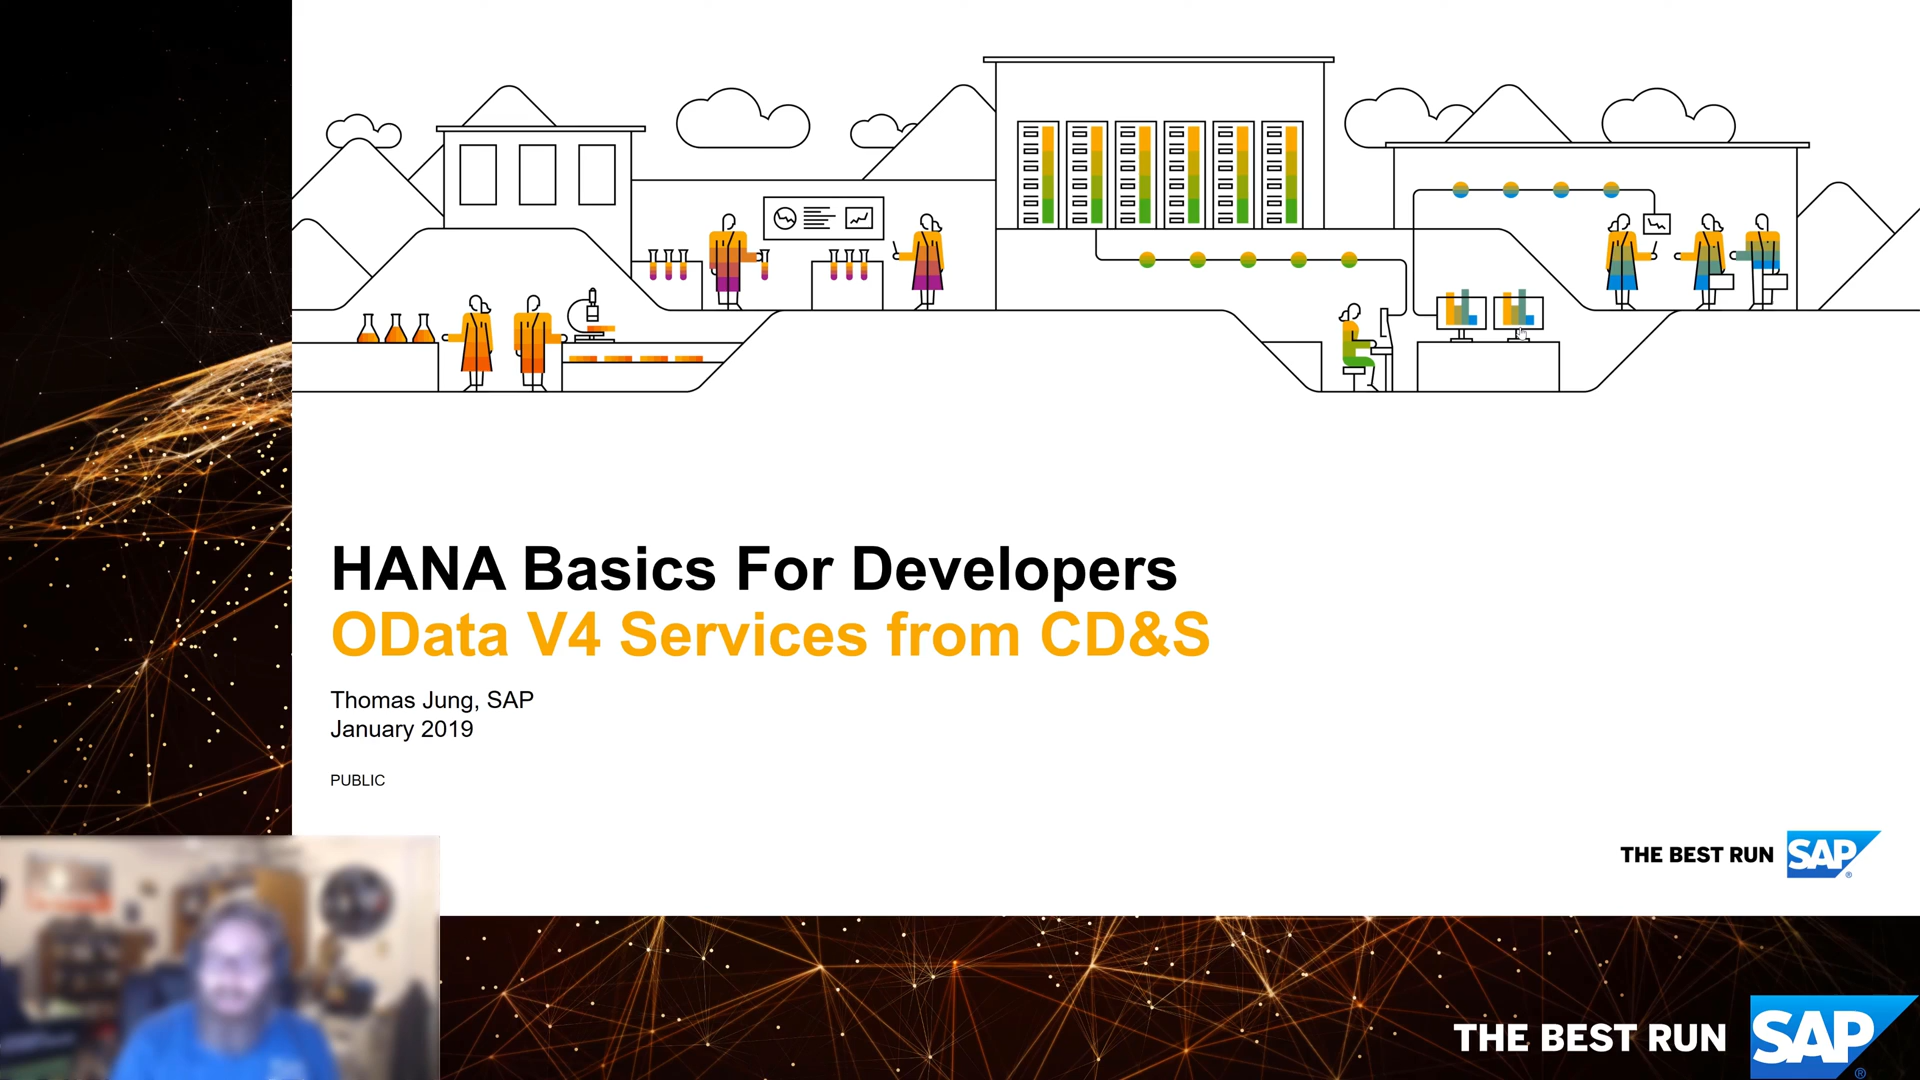 HANA Basics For Developers
OData V4 Services from CD&S
Thomas Jung, SAP
January 2019
PUBLIC
THE BEST RUN SAP®
THE BEST RUN SAP®